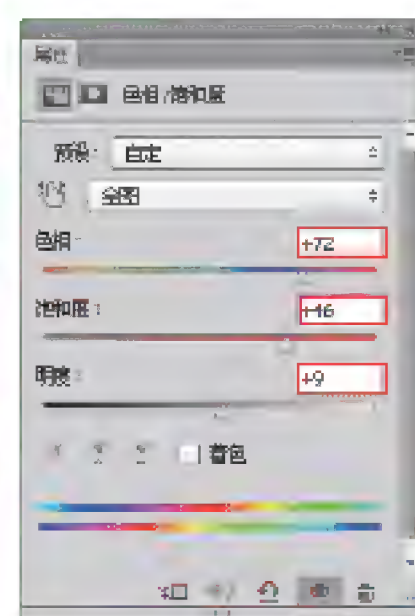 属性
色相/饱和度
预设： 自定
全图
色相： +72
饱和度： +46
明度： +9
着色